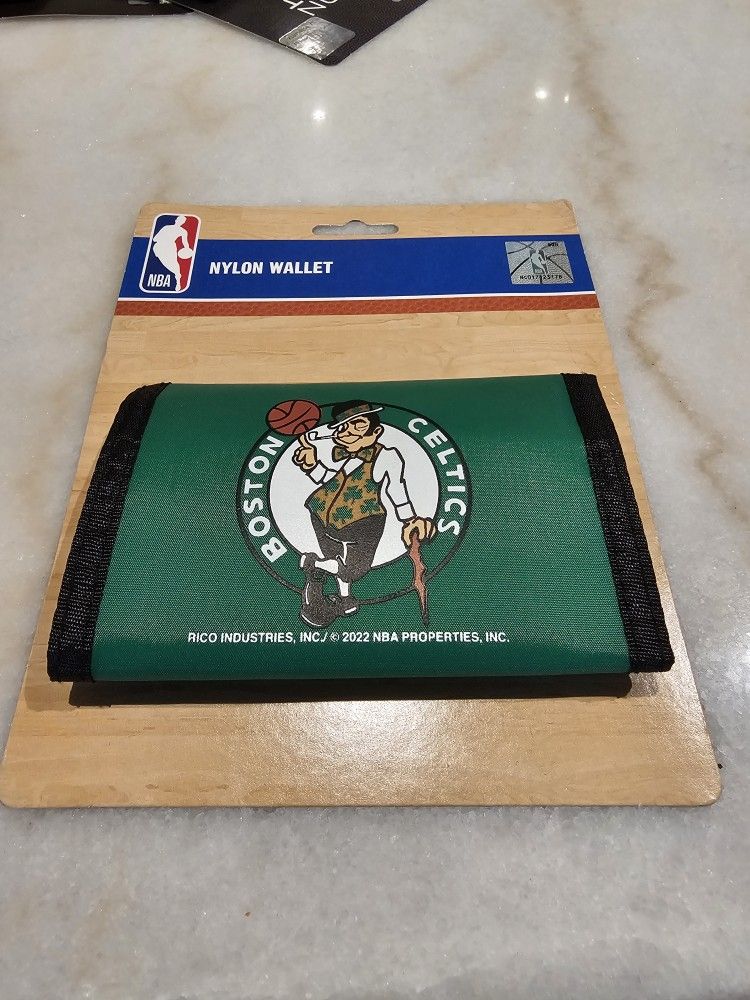 NBA
NYLON WALLET
BOSTON CELTICS
RICO INDUSTRIES, INC./ © 2022 NBA PROPERTIES, INC.